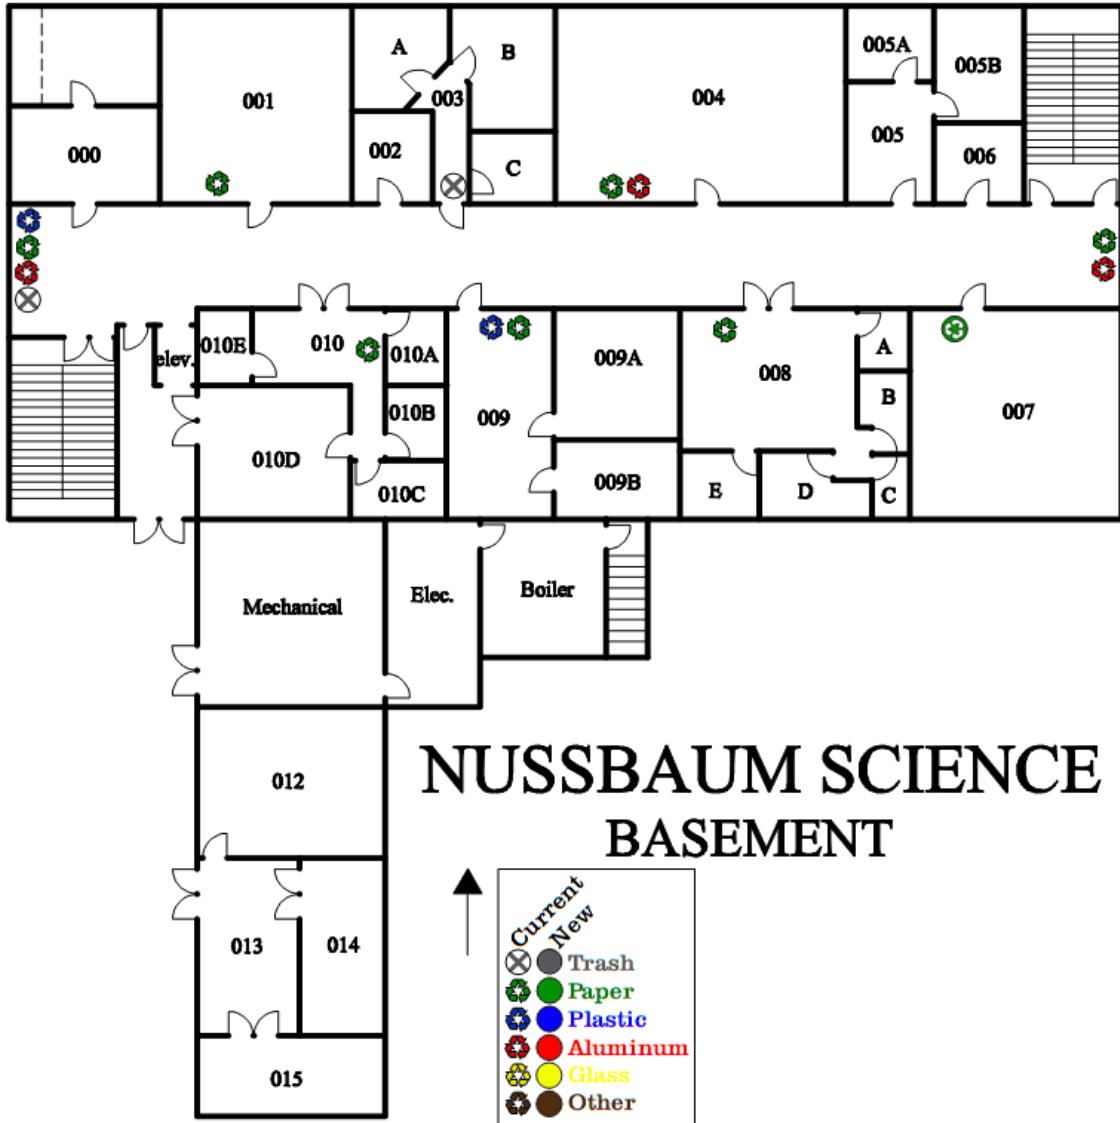 A
B
005A
005B
001
003
004
000
002
C
005
006
elev.
010E
010
010A
009A
A
008
B
010B
009
007
010D
010C
009B
E
D
C
Mechanical
Elec.
Boiler
NUSSBAUM SCIENCE
BASEMENT
012
013
014
015
Current
New
Trash
Paper
Plastic
Aluminum
Glass
Other